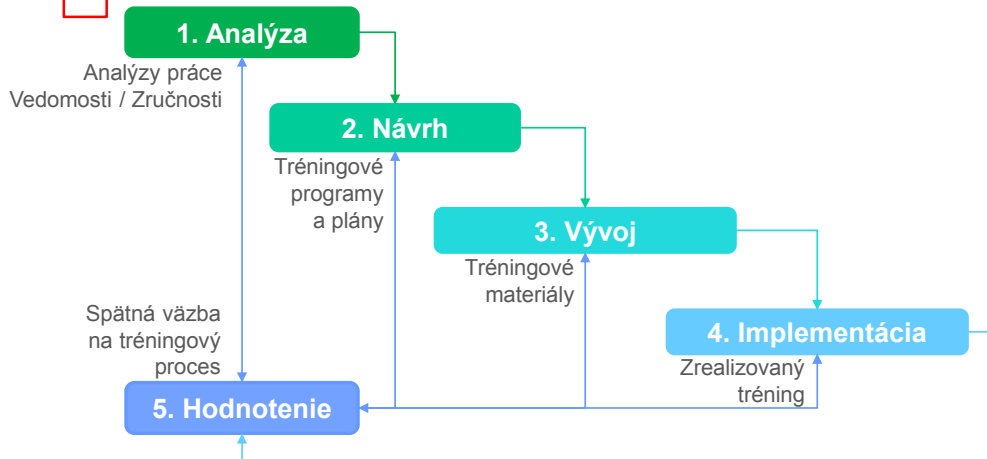 1. Analýza
Analýzy práce
Vedomosti / Zručnosti
2. Návrh
Tréningové
programy
a plány
3. Vývoj
Tréningové
materiály
4. Implementácia
Zrealizovaný
tréning
Spätná väzba
na tréningový
proces
5. Hodnotenie